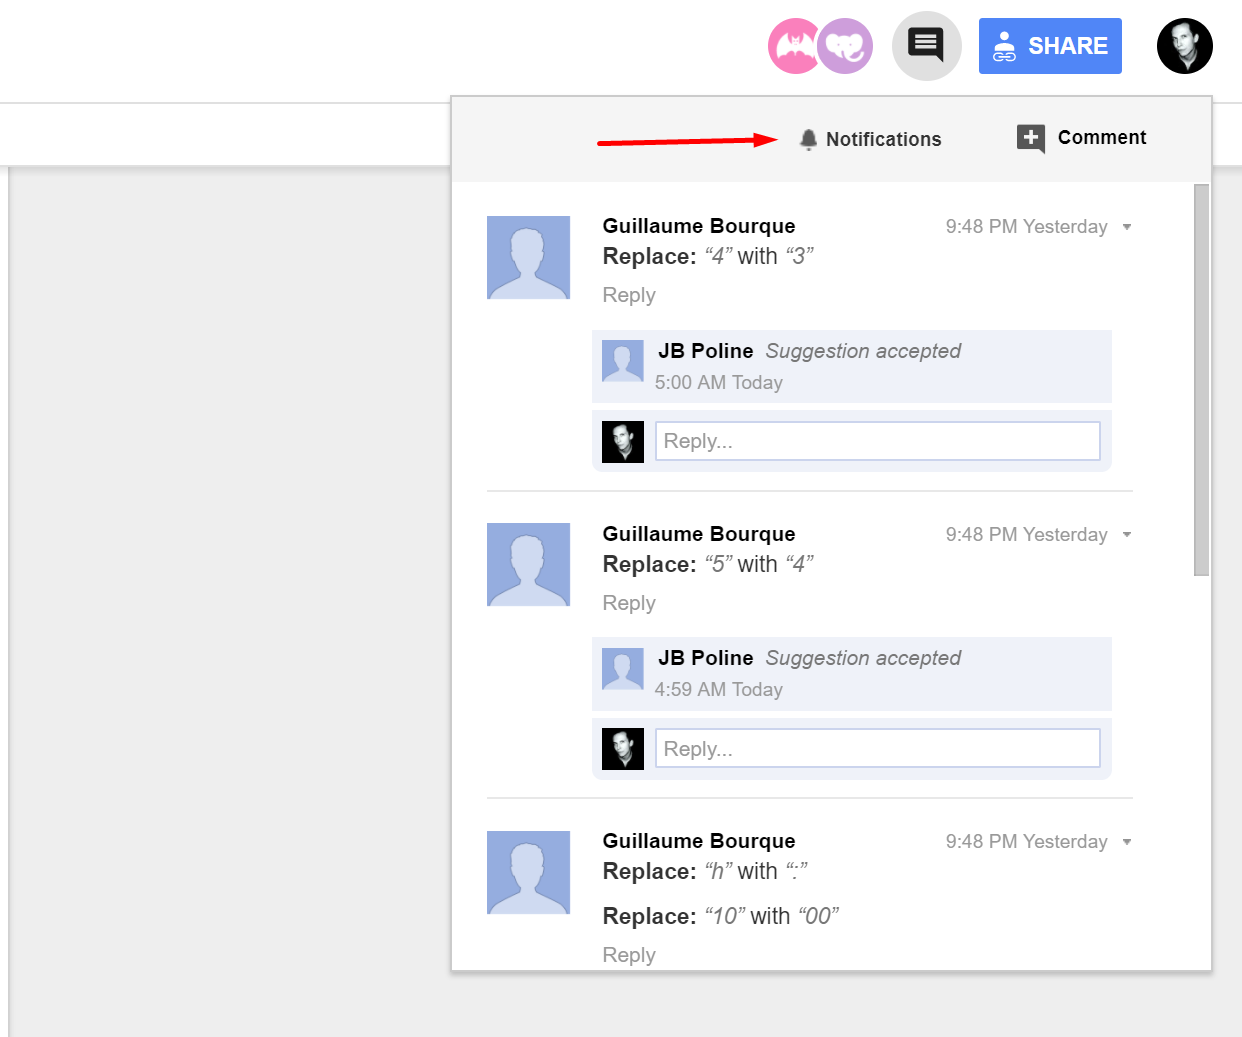 SHARE
Notifications
Comment
Guillaume Bourque
9:48 PM Yesterday
Replace: “4” with “3”
Reply
JB Poline Suggestion accepted
5:00 AM Today
Reply...
Guillaume Bourque
9:48 PM Yesterday
Replace: “5” with “4”
Reply
JB Poline Suggestion accepted
4:59 AM Today
Reply...
Guillaume Bourque
9:48 PM Yesterday
Replace: “h” with “:”
Replace: “10” with “00”
Reply